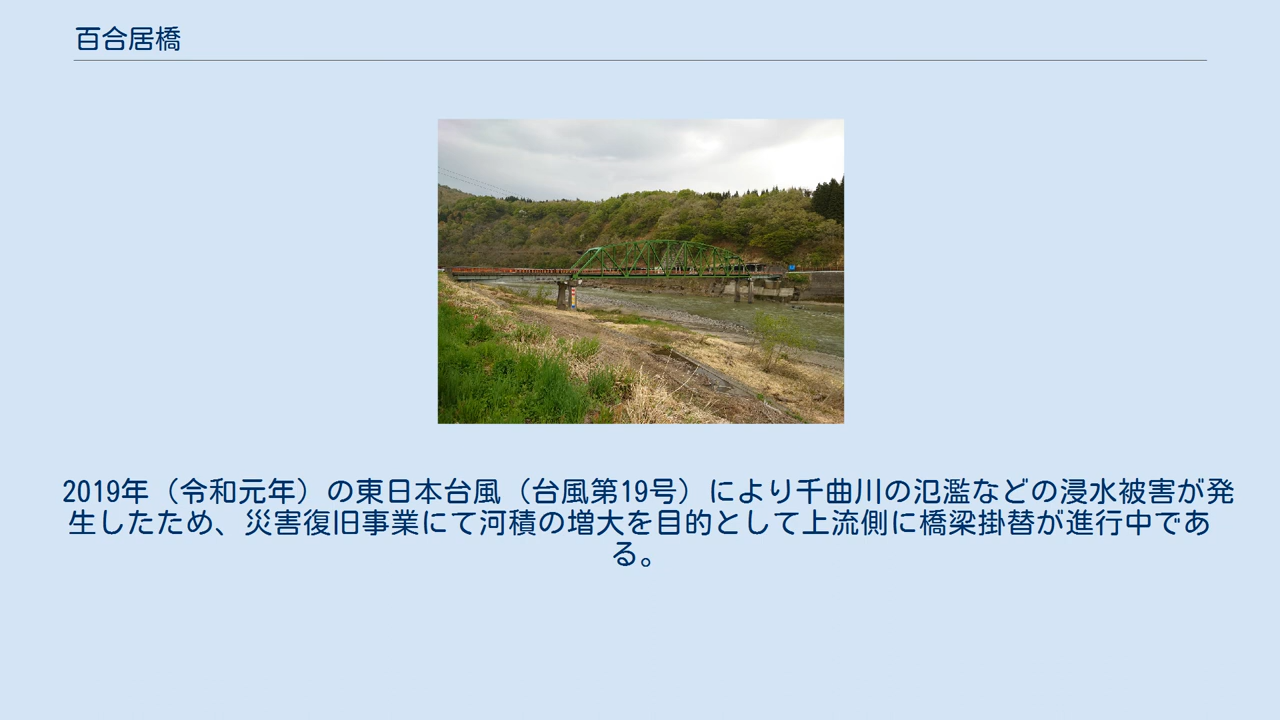 百合居橋
2019年（令和元年）の東日本台風（台風第19号）により千曲川の氾濫などの浸水被害が発
生したため、災害復旧事業にて河積の増大を目的として上流側に橋梁掛替が進行中であ
る。